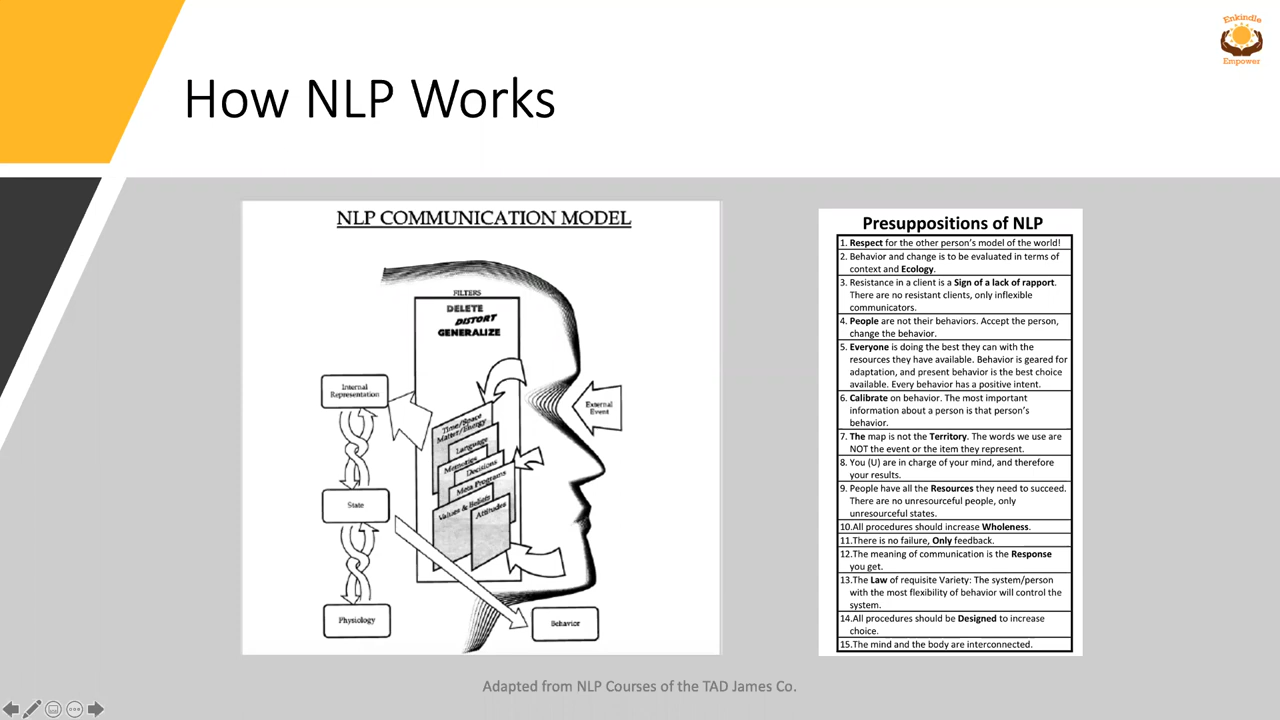 Enkindle
Empower
How NLP Works
NLP COMMUNICATION MODEL
FILTERS
DELETE
DISTORT
GENERALIZE
Internal
Representation
External
Event
Time/Space
Matter/Energy
Language
Memories
Decisions
Meta Programs
Values & Beliefs
Attitudes
State
Physiology
Behavior
Presuppositions of NLP
1. Respect for the other person's model of the world!
2. Behavior and change is to be evaluated in terms of
context and Ecology.
3. Resistance in a client is a Sign of a lack of rapport.
There are no resistant clients, only inflexible
communicators.
4. People are not their behaviors. Accept the person,
change the behavior.
5. Everyone is doing the best they can with the
resources they have available. Behavior is geared for
adaptation, and present behavior is the best choice
available. Every behavior has a positive intent.
6. Calibrate on behavior. The most important
information about a person is that person's
behavior.
7. The map is not the Territory. The words we use are
NOT the event or the item they represent.
8. You (U) are in charge of your mind, and therefore
your results.
9. People have all the Resources they need to succeed.
There are no unresourceful people, only
unresourceful states.
10.All procedures should increase Wholeness.
11.There is no failure, Only feedback.
12.The meaning of communication is the Response
you get.
13.The Law of requisite Variety: The system/person
with the most flexibility of behavior will control the
system.
14.All procedures should be Designed to increase
choice.
15.The mind and the body are interconnected.
Adapted from NLP Courses of the TAD James Co.